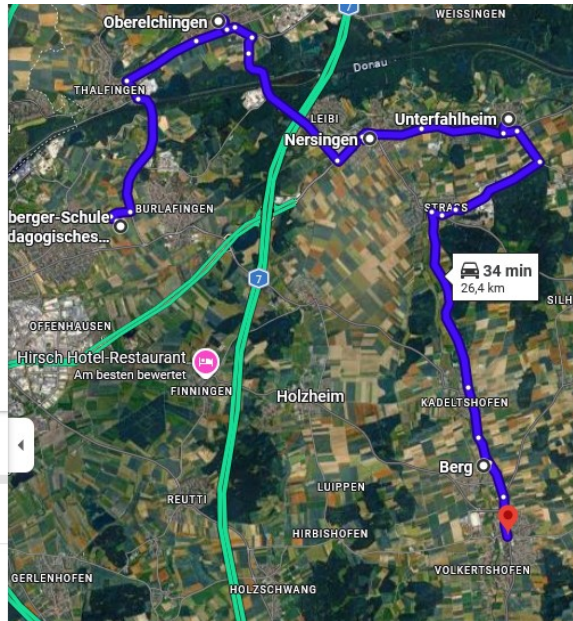 7
WEISSINGEN
Oberelchingen
Donau
THALFINGEN
LEIBI
Unterfahlheim
Nersingen
BURLAFINGEN
STRASS
berger-Schule
dagogisches...
34 min
26,4 km
7
SILH
OFFENHAUSEN
Hirsch Hotel-Restaurant
Am besten bewertet
FINNINGEN
Holzheim
KADELTSHOFEN
Berg
LUIPPEN
REUTTI
HIRBISHOFEN
VOLKERTSHOFEN
GERLENHOFEN
HOLZSCHWANG